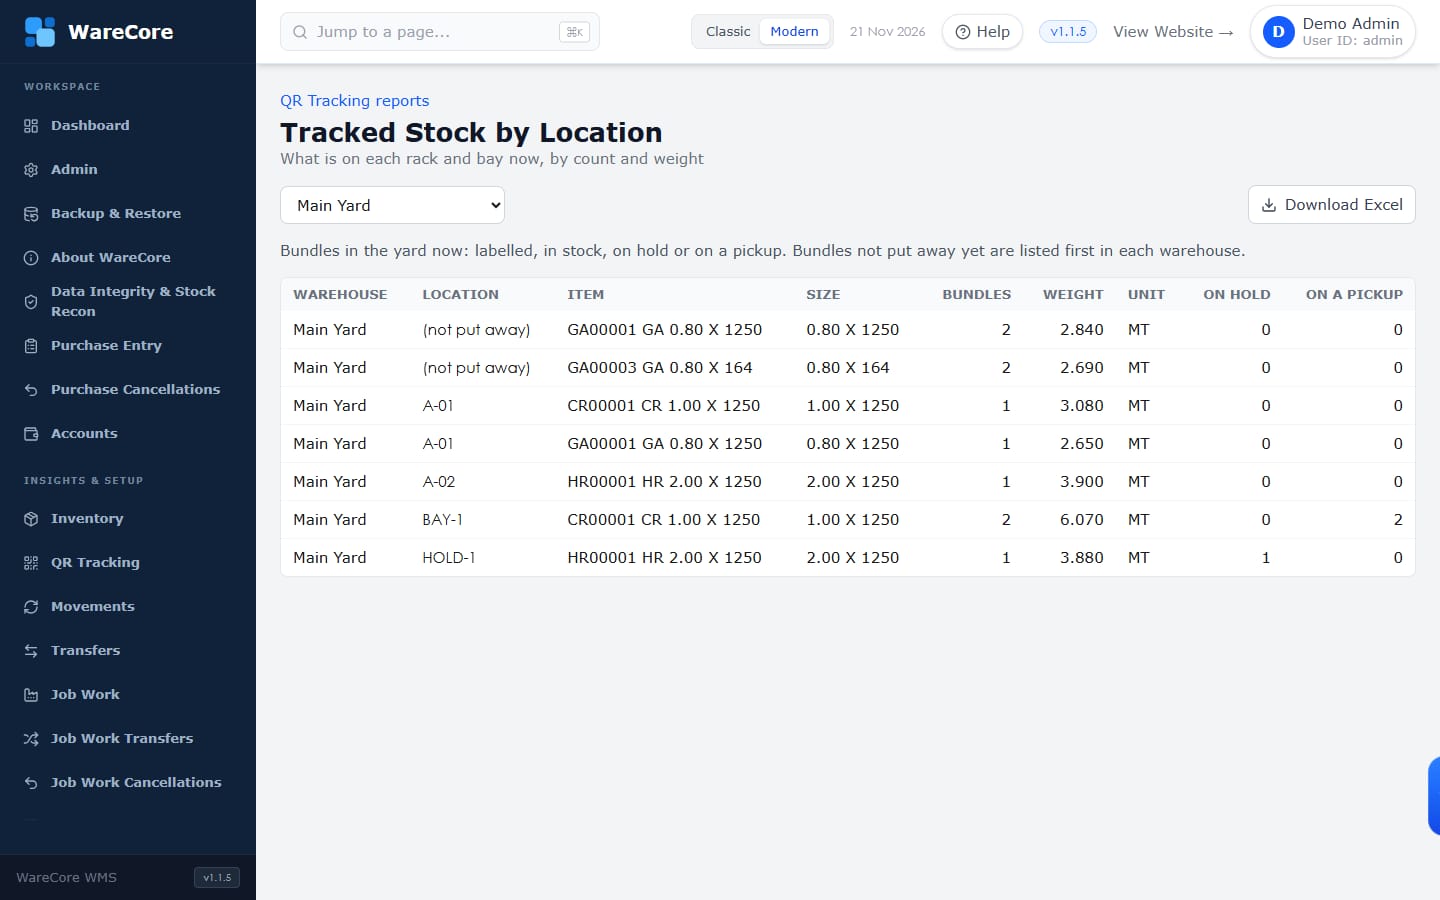 WareCore
Jump to a page...
⌘K
Classic
Modern
21 Nov 2026
Help
v1.1.5
View Website →
D
Demo Admin
User ID: admin
WORKSPACE
Dashboard
Admin
Backup & Restore
About WareCore
Data Integrity & Stock
Recon
Purchase Entry
Purchase Cancellations
Accounts
INSIGHTS & SETUP
Inventory
QR Tracking
Movements
Transfers
Job Work
Job Work Transfers
Job Work Cancellations
WareCore WMS
v1.1.5
QR Tracking reports
Tracked Stock by Location
What is on each rack and bay now, by count and weight
Main Yard
Download Excel
Bundles in the yard now: labelled, in stock, on hold or on a pickup. Bundles not put away yet are listed first in each warehouse.
WAREHOUSE LOCATION ITEM SIZE BUNDLES WEIGHT UNIT ON HOLD ON A PICKUP
Main Yard (not put away) GA00001 GA 0.80 X 1250 0.80 X 1250 2 2.840 MT 0 0
Main Yard (not put away) GA00003 GA 0.80 X 164 0.80 X 164 2 2.690 MT 0 0
Main Yard A-01 CR00001 CR 1.00 X 1250 1.00 X 1250 1 3.080 MT 0 0
Main Yard A-01 GA00001 GA 0.80 X 1250 0.80 X 1250 1 2.650 MT 0 0
Main Yard A-02 HR00001 HR 2.00 X 1250 2.00 X 1250 1 3.900 MT 0 0
Main Yard BAY-1 CR00001 CR 1.00 X 1250 1.00 X 1250 2 6.070 MT 0 2
Main Yard HOLD-1 HR00001 HR 2.00 X 1250 2.00 X 1250 1 3.880 MT 1 0